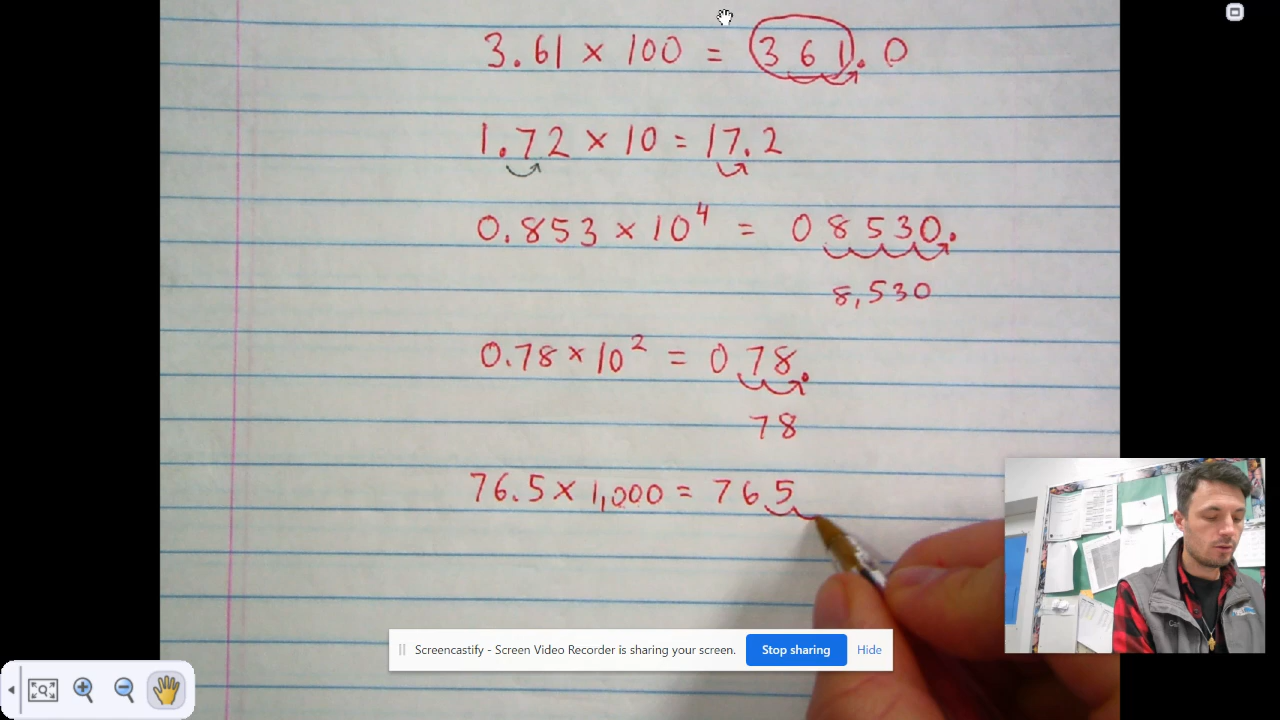 3.61 × 100 = 361.0
1.72 × 10 = 17.2
0.853 × 10⁴ = 08530.
8,530
0.78 × 10² = 078.
78
76.5 × 1,000 = 765
Screencastify - Screen Video Recorder is sharing your screen. Stop sharing Hide